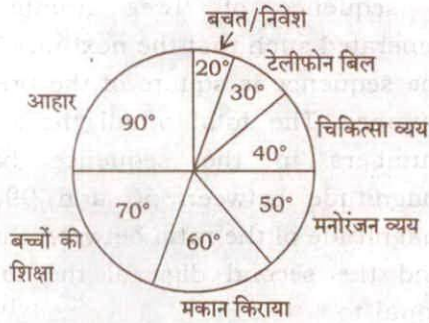 बचत/निवेश
20°
टेलीफोन बिल
30°
आहार
90°
चिकित्सा व्यय
40°
70°
50°
मनोरंजन व्यय
बच्चों की
शिक्षा
60°
मकान किराया